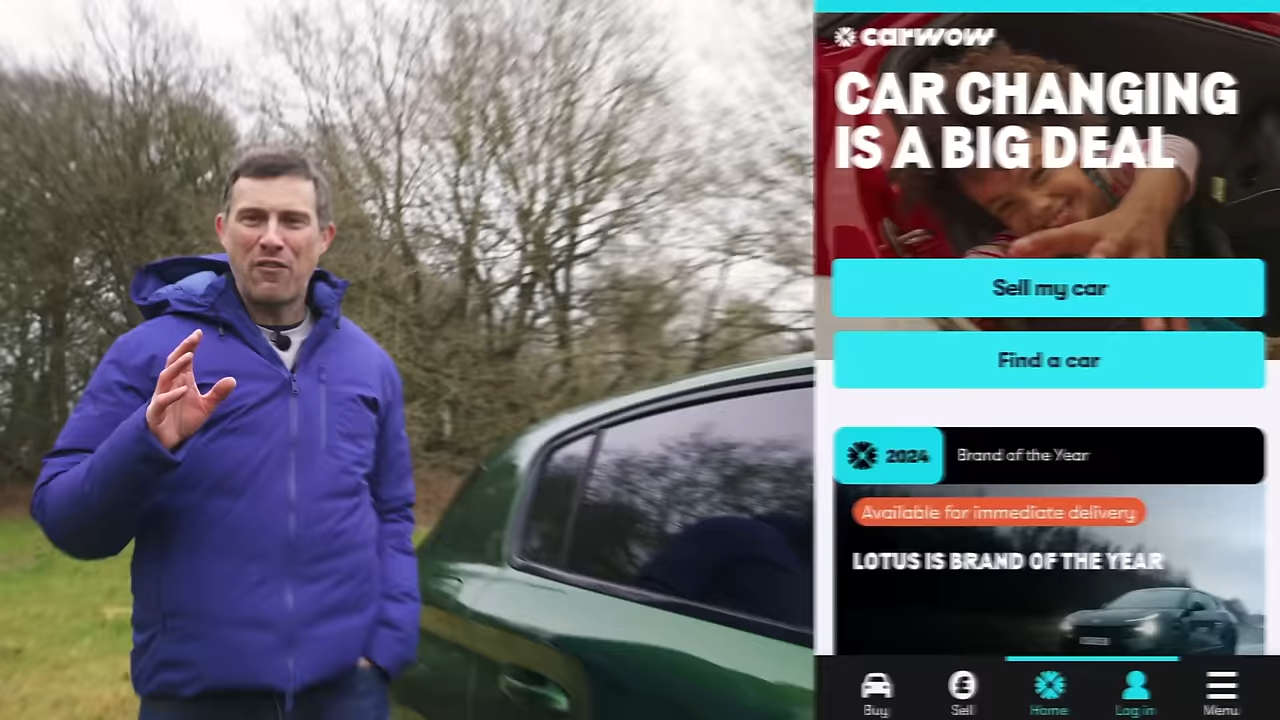 carwow
CAR CHANGING
IS A BIG DEAL
Sell my car
Find a car
2024
Brand of the Year
Available for immediate delivery
LOTUS IS BRAND OF THE YEAR
Buy
Sell
Home
Log in
Menu